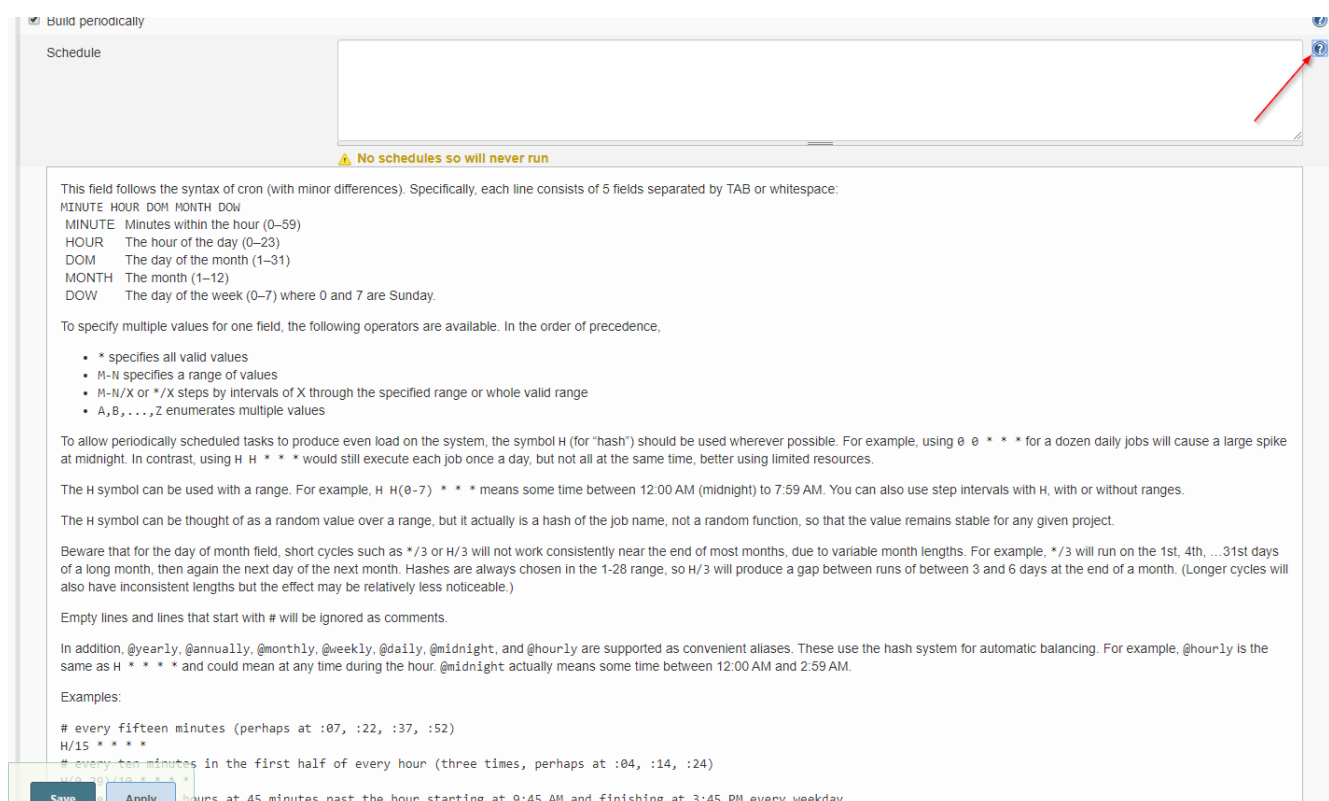 Build periodically
Schedule
No schedules so will never run
This field follows the syntax of cron (with minor differences). Specifically, each line consists of 5 fields separated by TAB or whitespace:
MINUTE HOUR DOM MONTH DOW
MINUTE Minutes within the hour (0–59)
HOUR The hour of the day (0–23)
DOM The day of the month (1–31)
MONTH The month (1–12)
DOW The day of the week (0–7) where 0 and 7 are Sunday.
To specify multiple values for one field, the following operators are available. In the order of precedence,
• * specifies all valid values
• M-N specifies a range of values
• M-N/X or */X steps by intervals of X through the specified range or whole valid range
• A,B,...,Z enumerates multiple values
To allow periodically scheduled tasks to produce even load on the system, the symbol H (for “hash”) should be used wherever possible. For example, using 0 0 * * * for a dozen daily jobs will cause a large spike
at midnight. In contrast, using H H * * * would still execute each job once a day, but not all at the same time, better using limited resources.
The H symbol can be used with a range. For example, H H(0-7) * * * means some time between 12:00 AM (midnight) to 7:59 AM. You can also use step intervals with H, with or without ranges.
The H symbol can be thought of as a random value over a range, but it actually is a hash of the job name, not a random function, so that the value remains stable for any given project.
Beware that for the day of month field, short cycles such as */3 or H/3 will not work consistently near the end of most months, due to variable month lengths. For example, */3 will run on the 1st, 4th, …31st days
of a long month, then again the next day of the next month. Hashes are always chosen in the 1-28 range, so H/3 will produce a gap between runs of between 3 and 6 days at the end of a month. (Longer cycles will
also have inconsistent lengths but the effect may be relatively less noticeable.)
Empty lines and lines that start with # will be ignored as comments.
In addition, @yearly, @annually, @monthly, @weekly, @daily, @midnight, and @hourly are supported as convenient aliases. These use the hash system for automatic balancing. For example, @hourly is the
same as H * * * * and could mean at any time during the hour. @midnight actually means some time between 12:00 AM and 2:59 AM.
Examples:
# every fifteen minutes (perhaps at :07, :22, :37, :52)
H/15 * * * *
# every ten minutes in the first half of every hour (three times, perhaps at :04, :14, :24)
H(0-29)/10 * * * *
Save Apply hours at 45 minutes past the hour starting at 9:45 AM and finishing at 3:45 PM every weekday